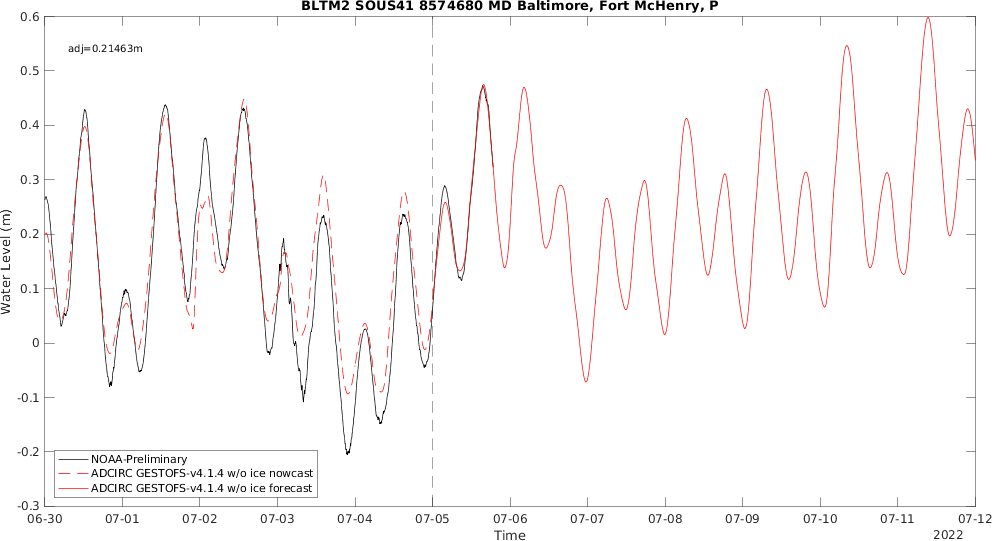 BLTM2 SOUS41 8574680 MD Baltimore, Fort McHenry, P
adj=0.21463m
0.6
0.5
0.4
0.3
0.2
0.1
0
-0.1
-0.2
-0.3
Water Level (m)
NOAA-Preliminary
ADCIRC GESTOFS-v4.1.4 w/o ice nowcast
ADCIRC GESTOFS-v4.1.4 w/o ice forecast
06-30 07-01 07-02 07-03 07-04 07-05 07-06 07-07 07-08 07-09 07-10 07-11 07-12
Time
2022